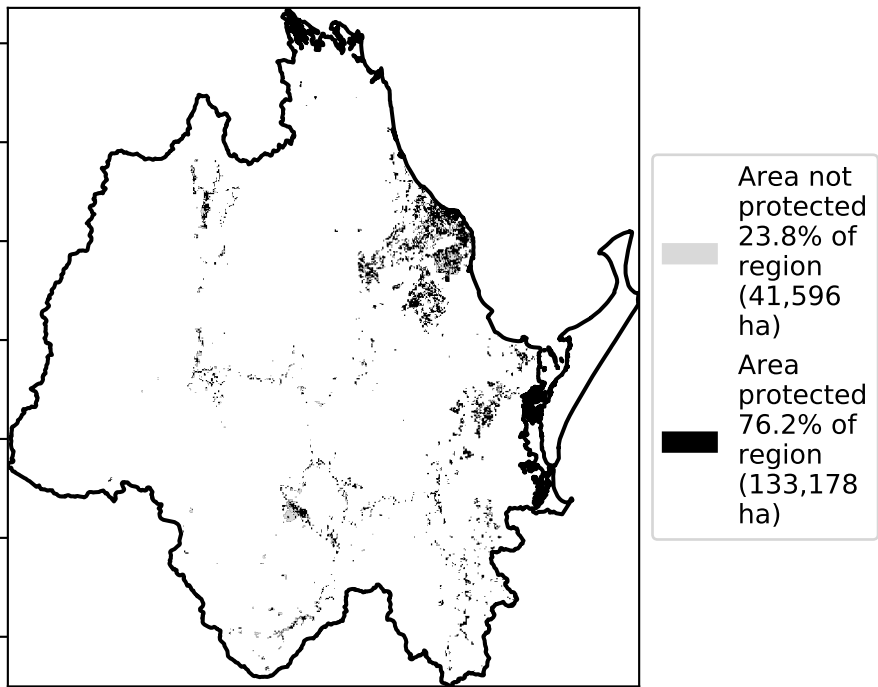 Area not
protected
23.8% of
region
(41,596
ha)
Area
protected
76.2% of
region
(133,178
ha)